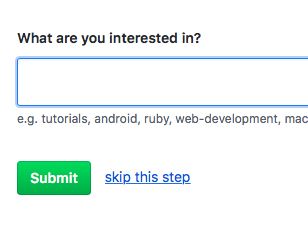 What are you interested in?
e.g. tutorials, android, ruby, web-development, mac
Submit skip this step